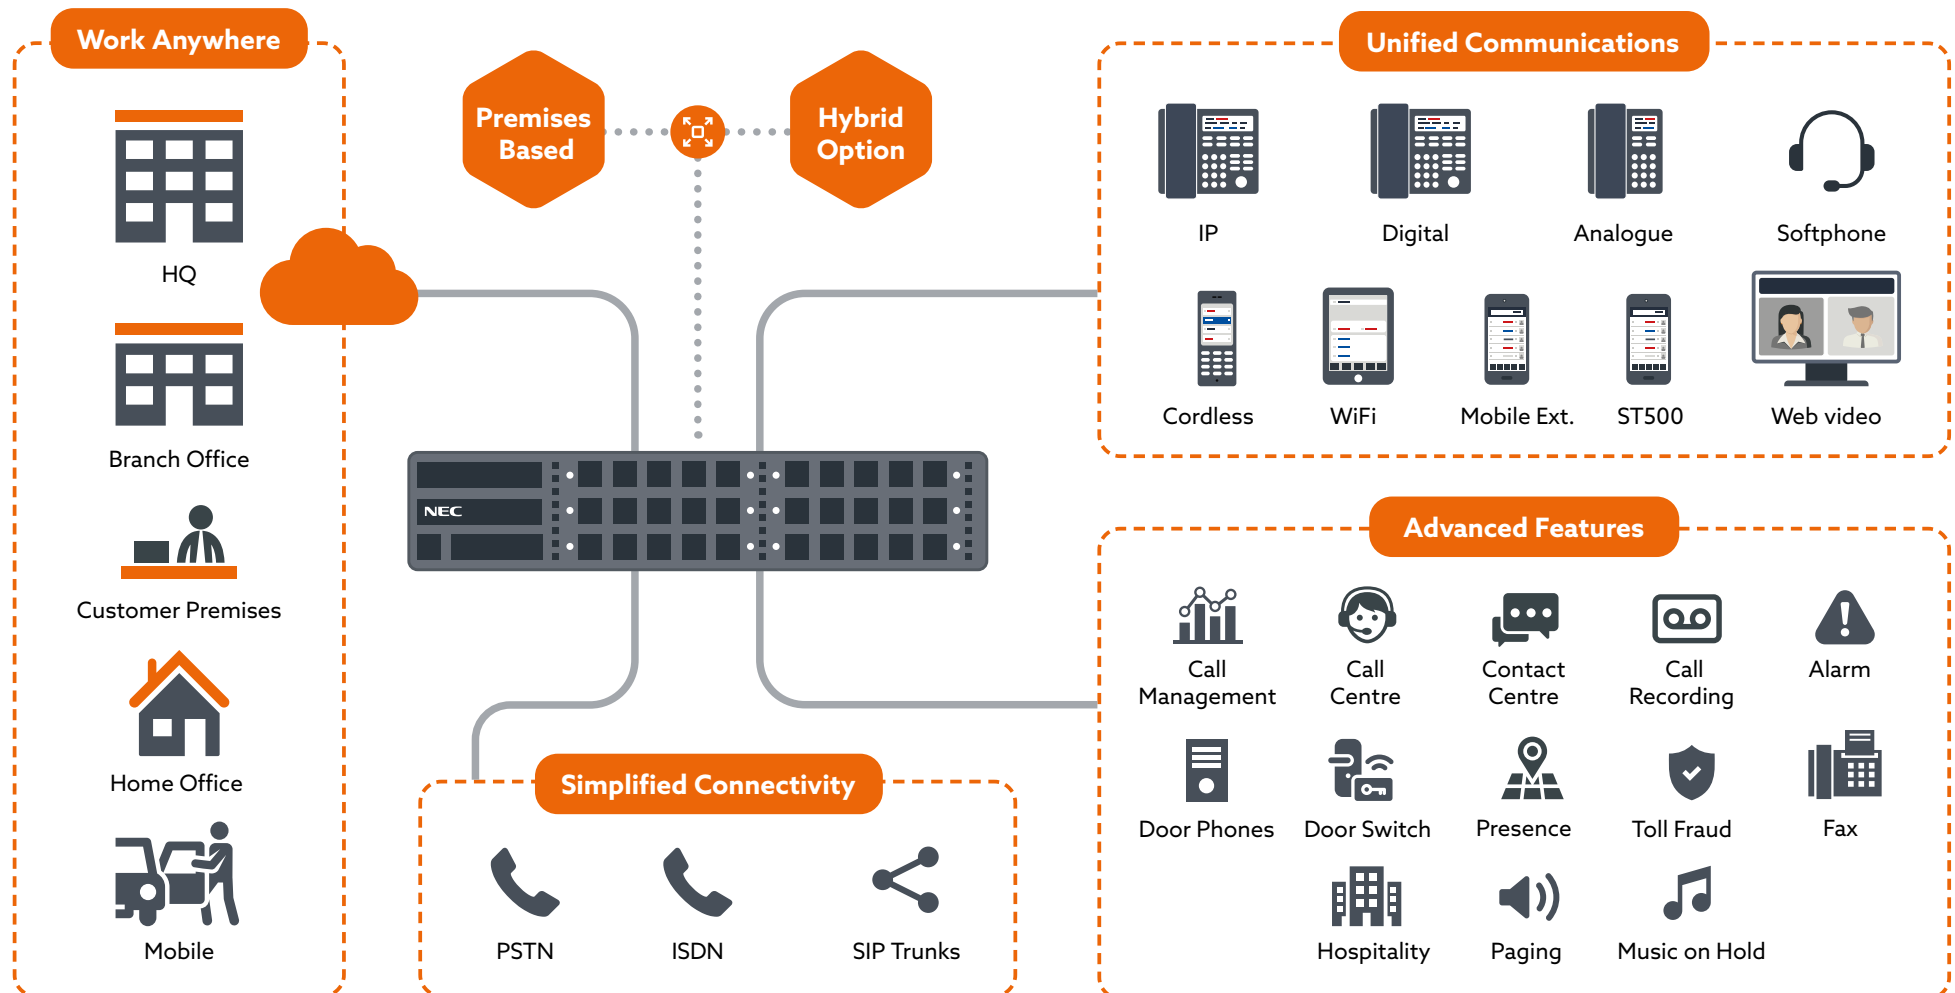 Work Anywhere
HQ
Branch Office
Customer Premises
Home Office
Mobile
Premises
Based
Hybrid
Option
NEC
Simplified Connectivity
PSTN
ISDN
SIP Trunks
Unified Communications
IP
Digital
Analogue
Softphone
Cordless
WiFi
Mobile Ext.
ST500
Web video
Advanced Features
Call
Management
Call
Centre
Contact
Centre
Call
Recording
Alarm
Door Phones
Door Switch
Presence
Toll Fraud
Fax
Hospitality
Paging
Music on Hold